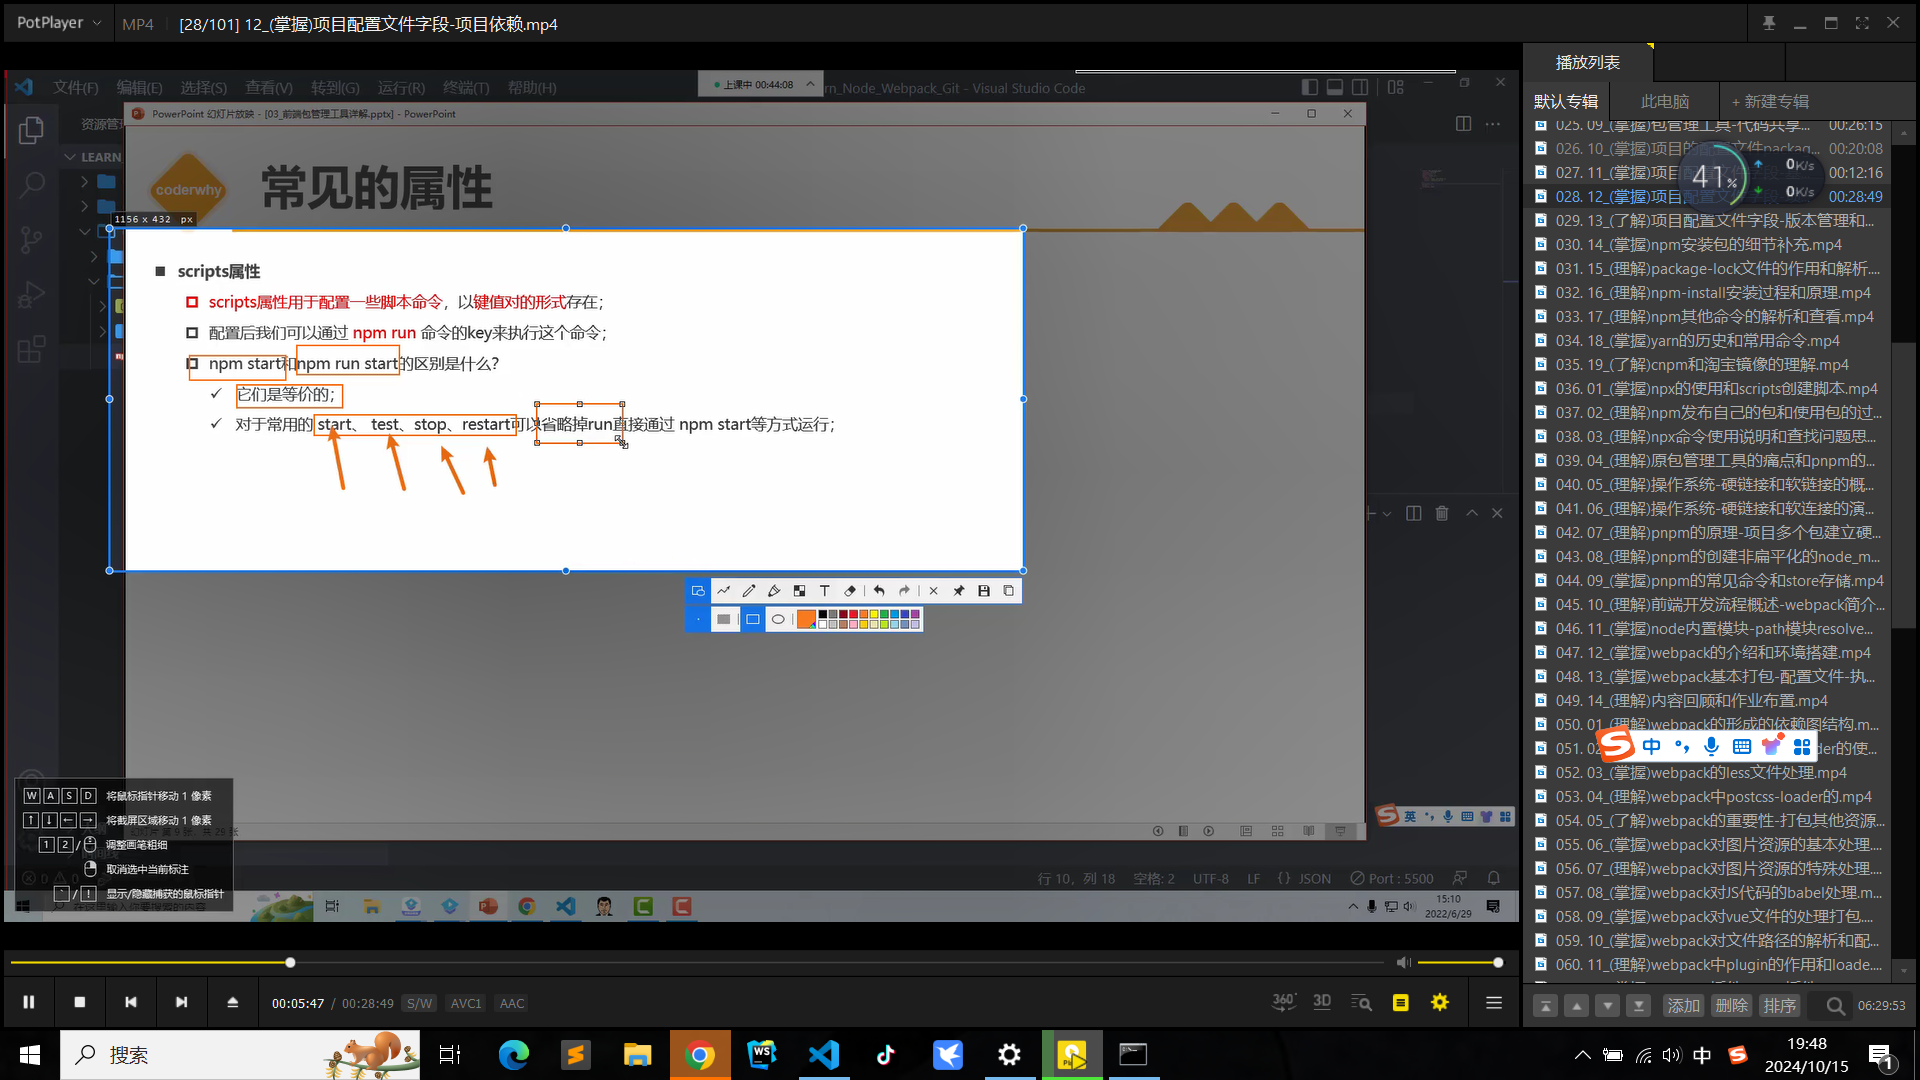 PotPlayer
MP4
[28/101] 12_(掌握)项目配置文件字段-项目依赖.mp4
文件(F) 编辑(E) 选择(S) 查看(V) 转到(G) 运行(R) 终端(T) 帮助(H)
上课中 00:44:08
rn_Node_Webpack_Git - Visual Studio Code
PowerPoint 幻灯片放映 - [03_前端包管理工具详解.pptx] - PowerPoint
LEARN
coderwhy
常见的属性
1156 x 432 px
scripts属性
scripts属性用于配置一些脚本命令，以键值对的形式存在；
配置后我们可以通过 npm run 命令的key来执行这个命令；
npm start和npm run start的区别是什么？
它们是等价的；
对于常用的 start、 test、stop、restart可以省略掉run直接通过 npm start等方式运行；
W A S D 将鼠标指针移动 1 像素
↑ ↓ ← → 将截屏区域移动 1 像素
1 2 / 调整画笔粗细
取消选中当前标注
` / ! 显示/隐藏捕获的鼠标指针
英
行 10，列 18 空格: 2 UTF-8 LF {} JSON Port : 5500
15:10
2022/6/29
播放列表
默认专辑 此电脑 + 新建专辑
025. 09_(掌握)包管理工具-代码共享... 00:26:15
026. 10_(掌握)项目的配置文件packag... 00:20:08
027. 11_(掌握)项目 00:12:16
028. 12_(掌握)项目 00:28:49
41%
0K/s
0K/s
029. 13_(了解)项目配置文件字段-版本管理和...
030. 14_(掌握)npm安装包的细节补充.mp4
031. 15_(理解)package-lock文件的作用和解析....
032. 16_(理解)npm-install安装过程和原理.mp4
033. 17_(理解)npm其他命令的解析和查看.mp4
034. 18_(掌握)yarn的历史和常用命令.mp4
035. 19_(了解)cnpm和淘宝镜像的理解.mp4
036. 01_(掌握)npx的使用和scripts创建脚本.mp4
037. 02_(理解)npm发布自己的包和使用包的过...
038. 03_(理解)npx命令使用说明和查找问题思...
039. 04_(理解)原包管理工具的痛点和pnpm的...
040. 05_(理解)操作系统-硬链接和软链接的概...
041. 06_(理解)操作系统-硬链接和软连接的演...
042. 07_(理解)pnpm的原理-项目多个包建立硬...
043. 08_(理解)pnpm的创建非扁平化的node_m...
044. 09_(掌握)pnpm的常见命令和store存储.mp4
045. 10_(理解)前端开发流程概述-webpack简介...
046. 11_(掌握)node内置模块-path模块resolve...
047. 12_(掌握)webpack的介绍和环境搭建.mp4
048. 13_(掌握)webpack基本打包-配置文件-执...
049. 14_(理解)内容回顾和作业布置.mp4
050. 01_(理解)webpack的形成的依赖图结构.m...
051. 02 der的使...
中
052. 03_(掌握)webpack的less文件处理.mp4
053. 04_(理解)webpack中postcss-loader的.mp4
054. 05_(了解)webpack的重要性-打包其他资源...
055. 06_(掌握)webpack对图片资源的基本处理....
056. 07_(理解)webpack对图片资源的特殊处理....
057. 08_(掌握)webpack对JS代码的babel处理.m...
058. 09_(掌握)webpack对vue文件的处理打包....
059. 10_(掌握)webpack对文件路径的解析和配...
060. 11_(理解)webpack中plugin的作用和loade....
00:05:47 / 00:28:49 S/W AVC1 AAC
360° 3D
添加 删除 排序 06:29:53
搜索
中
19:48
2024/10/15
1